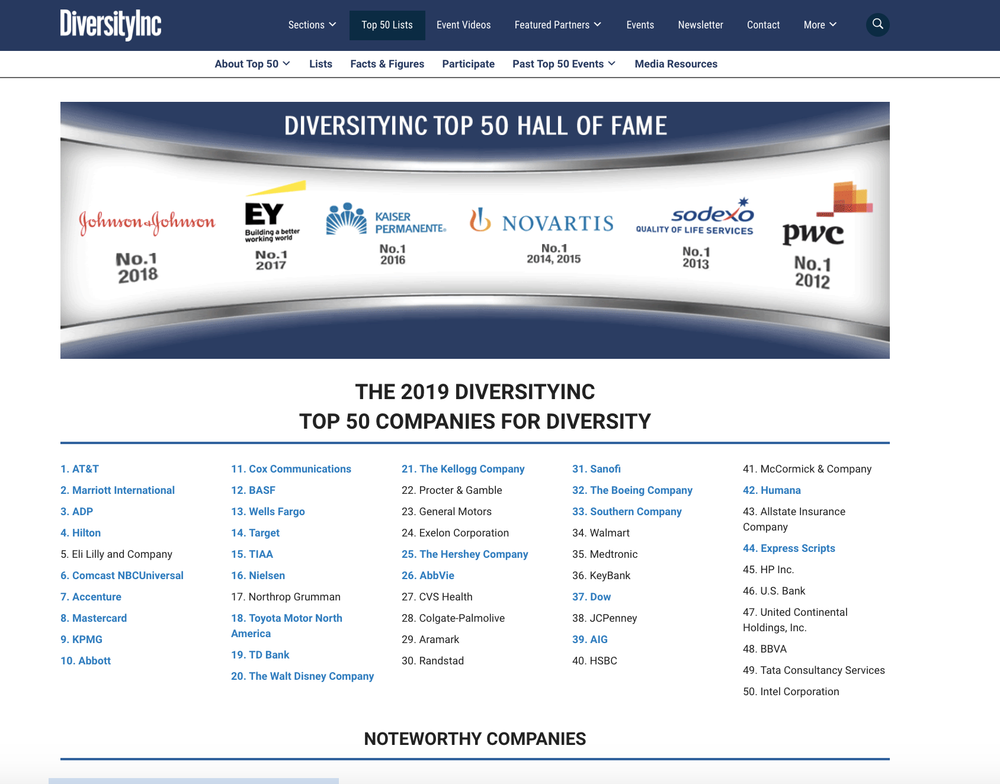 DiversityInc
Sections
Top 50 Lists
Event Videos
Featured Partners
Events
Newsletter
Contact
More
About Top 50
Lists
Facts & Figures
Participate
Past Top 50 Events
Media Resources
DIVERSITYINC TOP 50 HALL OF FAME
Johnson & Johnson
No.1
2018
EY
Building a better
working world
No.1
2017
KAISER
PERMANENTE®
No.1
2016
NOVARTIS
No.1
2014, 2015
sodexo
QUALITY OF LIFE SERVICES
No.1
2013
pwc
No.1
2012
THE 2019 DIVERSITYINC
TOP 50 COMPANIES FOR DIVERSITY
1. AT&T
2. Marriott International
3. ADP
4. Hilton
5. Eli Lilly and Company
6. Comcast NBCUniversal
7. Accenture
8. Mastercard
9. KPMG
10. Abbott
11. Cox Communications
12. BASF
13. Wells Fargo
14. Target
15. TIAA
16. Nielsen
17. Northrop Grumman
18. Toyota Motor North
America
19. TD Bank
20. The Walt Disney Company
21. The Kellogg Company
22. Procter & Gamble
23. General Motors
24. Exelon Corporation
25. The Hershey Company
26. AbbVie
27. CVS Health
28. Colgate-Palmolive
29. Aramark
30. Randstad
31. Sanofi
32. The Boeing Company
33. Southern Company
34. Walmart
35. Medtronic
36. KeyBank
37. Dow
38. JCPenney
39. AIG
40. HSBC
41. McCormick & Company
42. Humana
43. Allstate Insurance
Company
44. Express Scripts
45. HP Inc.
46. U.S. Bank
47. United Continental
Holdings, Inc.
48. BBVA
49. Tata Consultancy Services
50. Intel Corporation
NOTEWORTHY COMPANIES